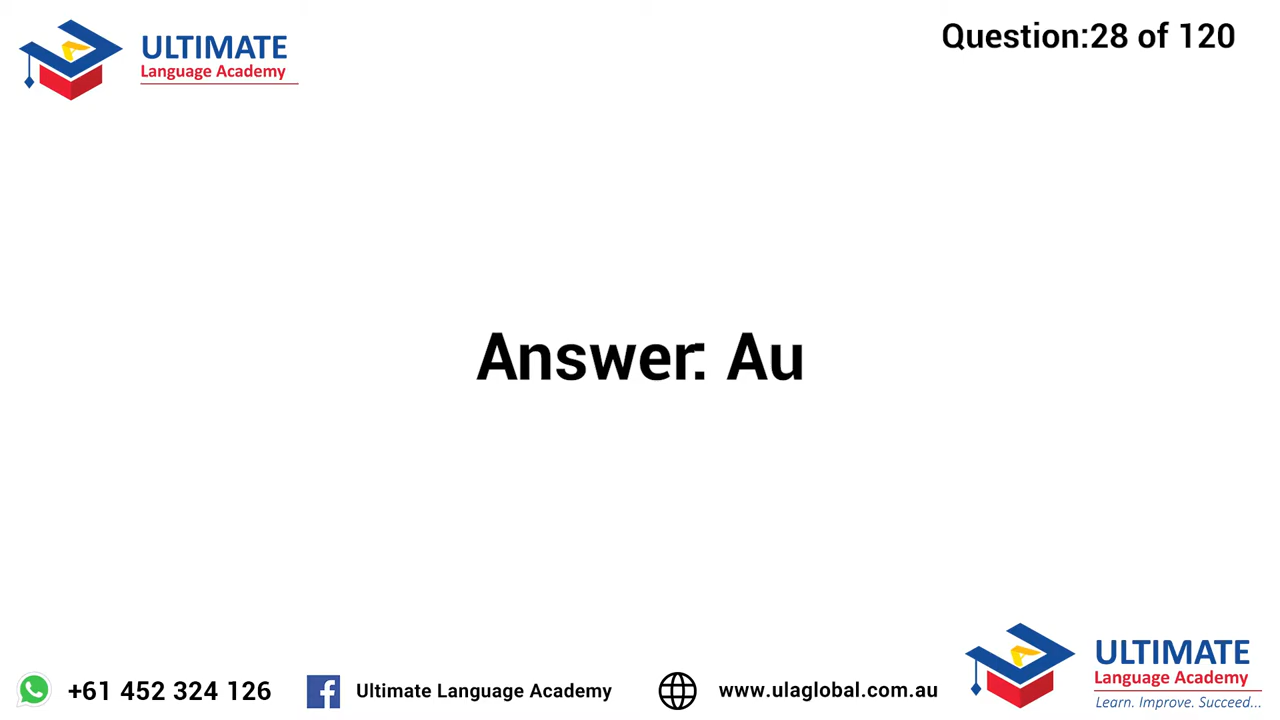 ULTIMATE
Language Academy
Question:28 of 120
Answer: Au
+61 452 324 126
Ultimate Language Academy
www.ulaglobal.com.au
ULTIMATE
Language Academy
Learn. Improve. Succeed...